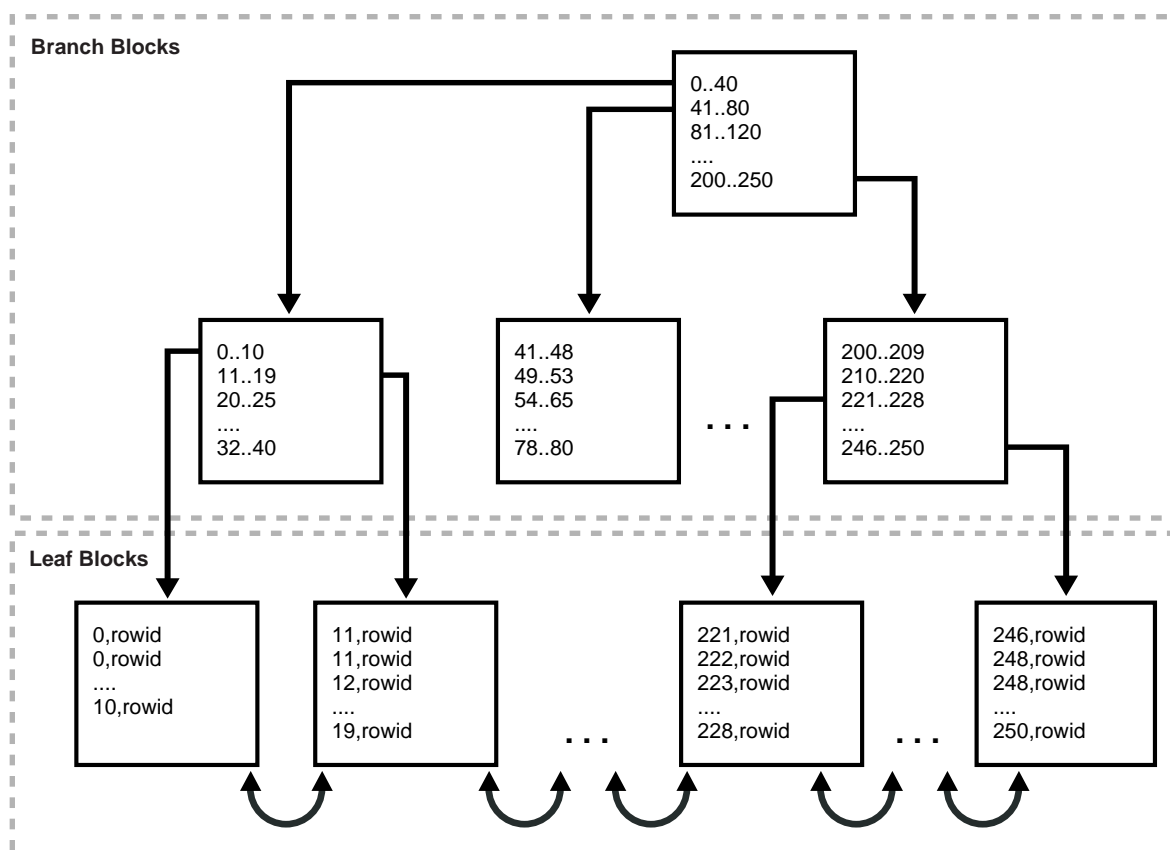 Branch Blocks
0..40
41..80
81..120
....
200..250
0..10
11..19
20..25
....
32..40
41..48
49..53
54..65
....
78..80
. . .
200..209
210..220
221..228
....
246..250
Leaf Blocks
0,rowid
0,rowid
....
10,rowid
11,rowid
11,rowid
12,rowid
....
19,rowid
. . .
221,rowid
222,rowid
223,rowid
....
228,rowid
. . .
246,rowid
248,rowid
248,rowid
....
250,rowid